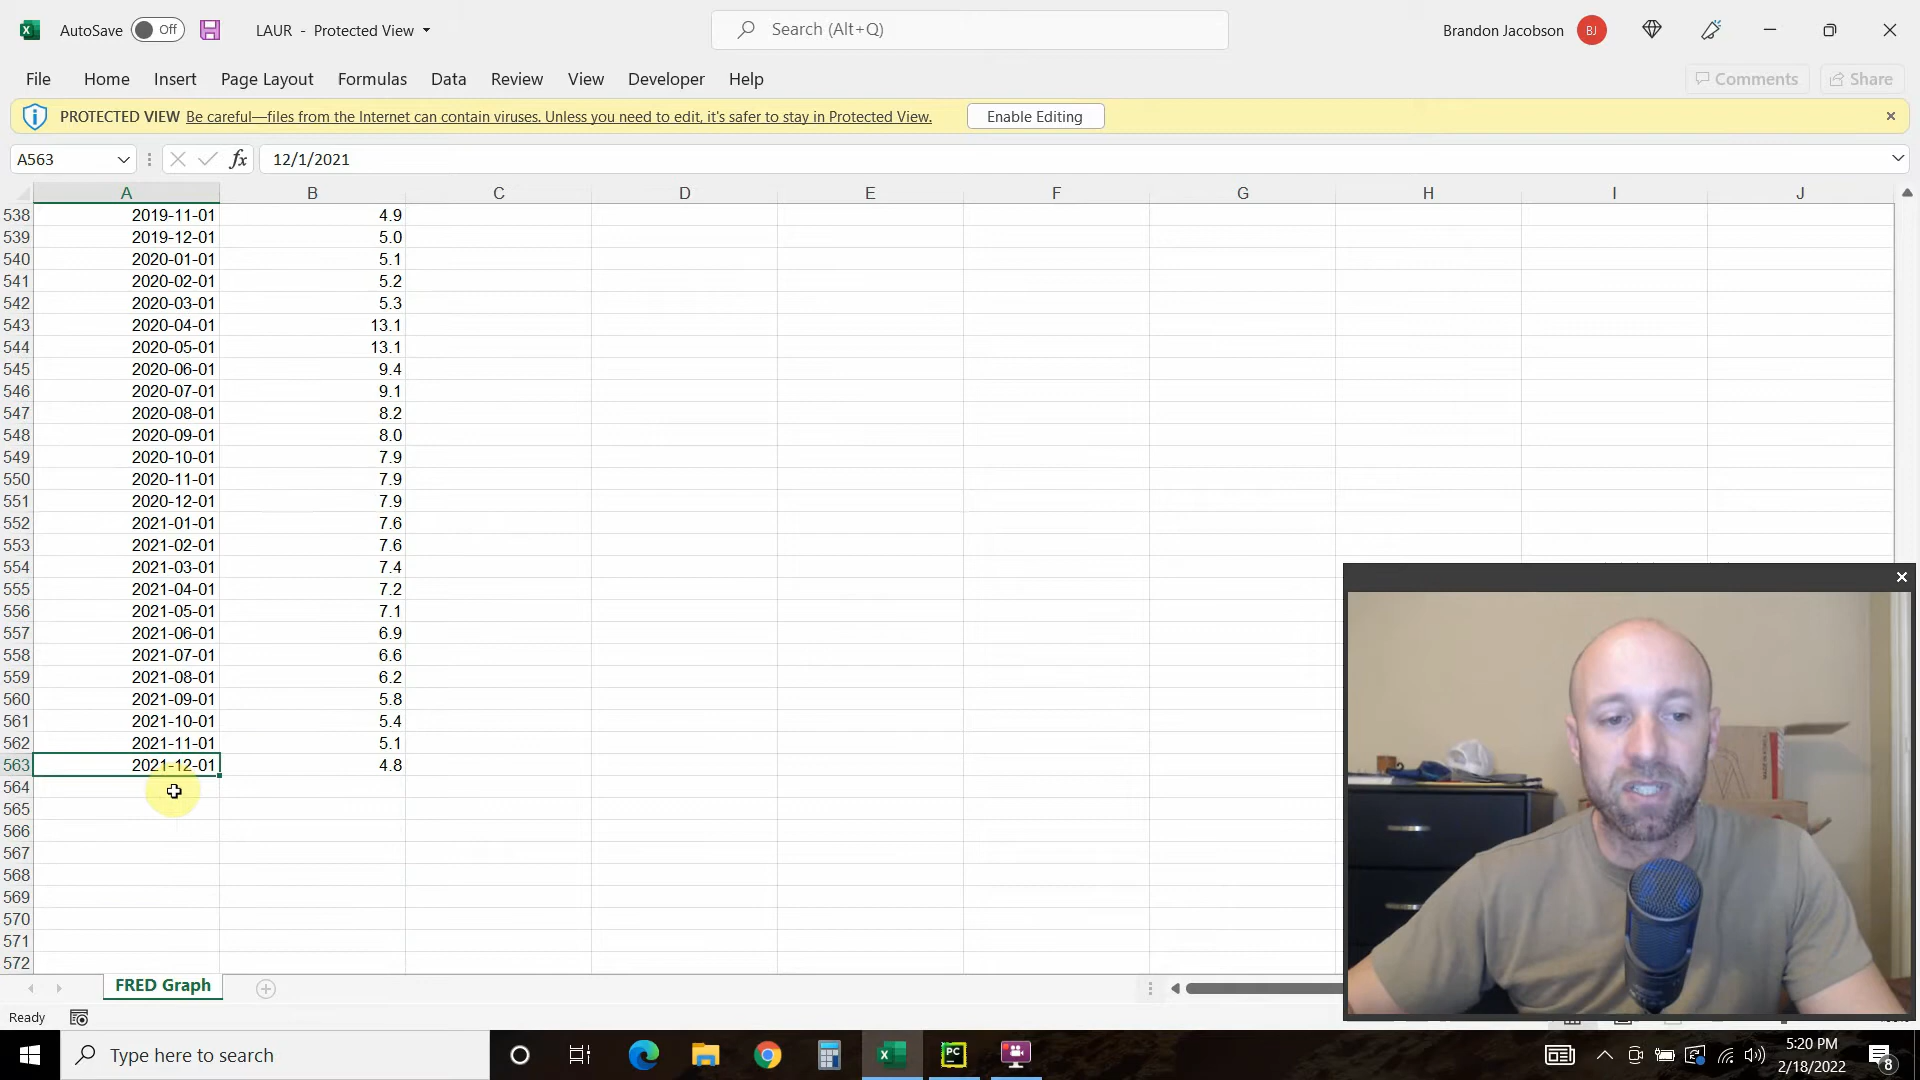 AutoSave Off LAUR - Protected View Search (Alt+Q) Brandon Jacobson BJ
File Home Insert Page Layout Formulas Data Review View Developer Help Comments Share
PROTECTED VIEW Be careful—files from the Internet can contain viruses. Unless you need to edit, it's safer to stay in Protected View. Enable Editing
A563 fx 12/1/2021
A B C D E F G H I J
538 2019-11-01 4.9
539 2019-12-01 5.0
540 2020-01-01 5.1
541 2020-02-01 5.2
542 2020-03-01 5.3
543 2020-04-01 13.1
544 2020-05-01 13.1
545 2020-06-01 9.4
546 2020-07-01 9.1
547 2020-08-01 8.2
548 2020-09-01 8.0
549 2020-10-01 7.9
550 2020-11-01 7.9
551 2020-12-01 7.9
552 2021-01-01 7.6
553 2021-02-01 7.6
554 2021-03-01 7.4
555 2021-04-01 7.2
556 2021-05-01 7.1
557 2021-06-01 6.9
558 2021-07-01 6.6
559 2021-08-01 6.2
560 2021-09-01 5.8
561 2021-10-01 5.4
562 2021-11-01 5.1
563 2021-12-01 4.8
564
565
566
567
568
569
570
571
572
FRED Graph
Ready
Type here to search PC 5:20 PM
2/18/2022 8